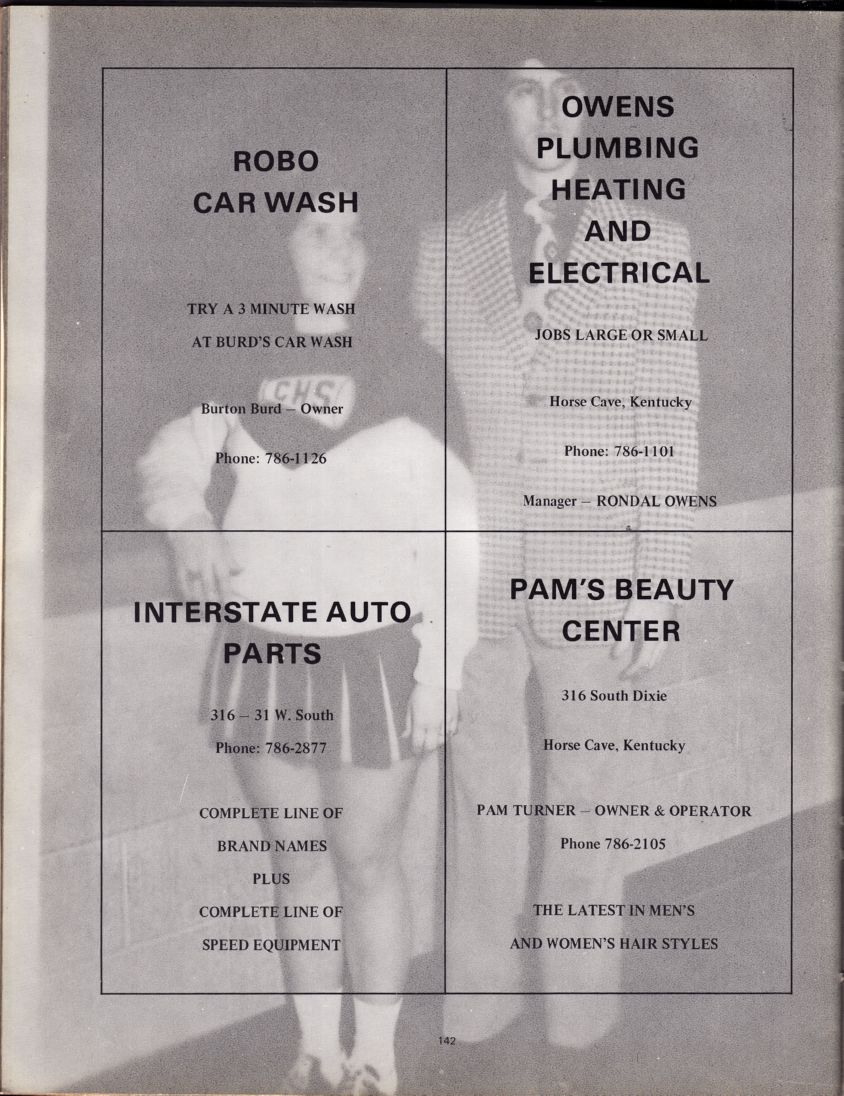 ROBO
CAR WASH
TRY A 3 MINUTE WASH
AT BURD'S CAR WASH
CHS
Burton Burd — Owner
Phone: 786-1126
OWENS
PLUMBING
HEATING
AND
ELECTRICAL
JOBS LARGE OR SMALL
Horse Cave, Kentucky
Phone: 786-1101
Manager — RONDAL OWENS
INTERSTATE AUTO
PARTS
316 — 31 W. South
Phone: 786-2877
COMPLETE LINE OF
BRAND NAMES
PLUS
COMPLETE LINE OF
SPEED EQUIPMENT
PAM'S BEAUTY
CENTER
316 South Dixie
Horse Cave, Kentucky
PAM TURNER — OWNER & OPERATOR
Phone 786-2105
THE LATEST IN MEN'S
AND WOMEN'S HAIR STYLES
142